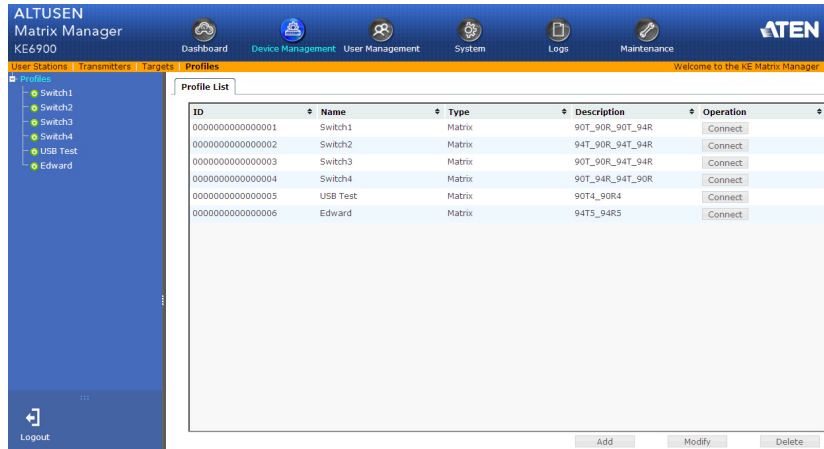 ALTUSEN
Matrix Manager
KE6900
Dashboard
Device Management
User Management
System
Logs
Maintenance
ATEN
User Stations
Transmitters
Targets
Profiles
Welcome to the KE Matrix Manager
Profiles
Switch1
Switch2
Switch3
Switch4
USB Test
Edward
Logout
Profile List
ID Name Type Description Operation
0000000000000001 Switch1 Matrix 90T_90R_90T_94R Connect
0000000000000002 Switch2 Matrix 94T_90R_94T_94R Connect
0000000000000003 Switch3 Matrix 90T_90R_94T_94R Connect
0000000000000004 Switch4 Matrix 90T_94R_94T_90R Connect
0000000000000005 USB Test Matrix 90T4_90R4 Connect
0000000000000006 Edward Matrix 94T5_94R5 Connect
Add Modify Delete